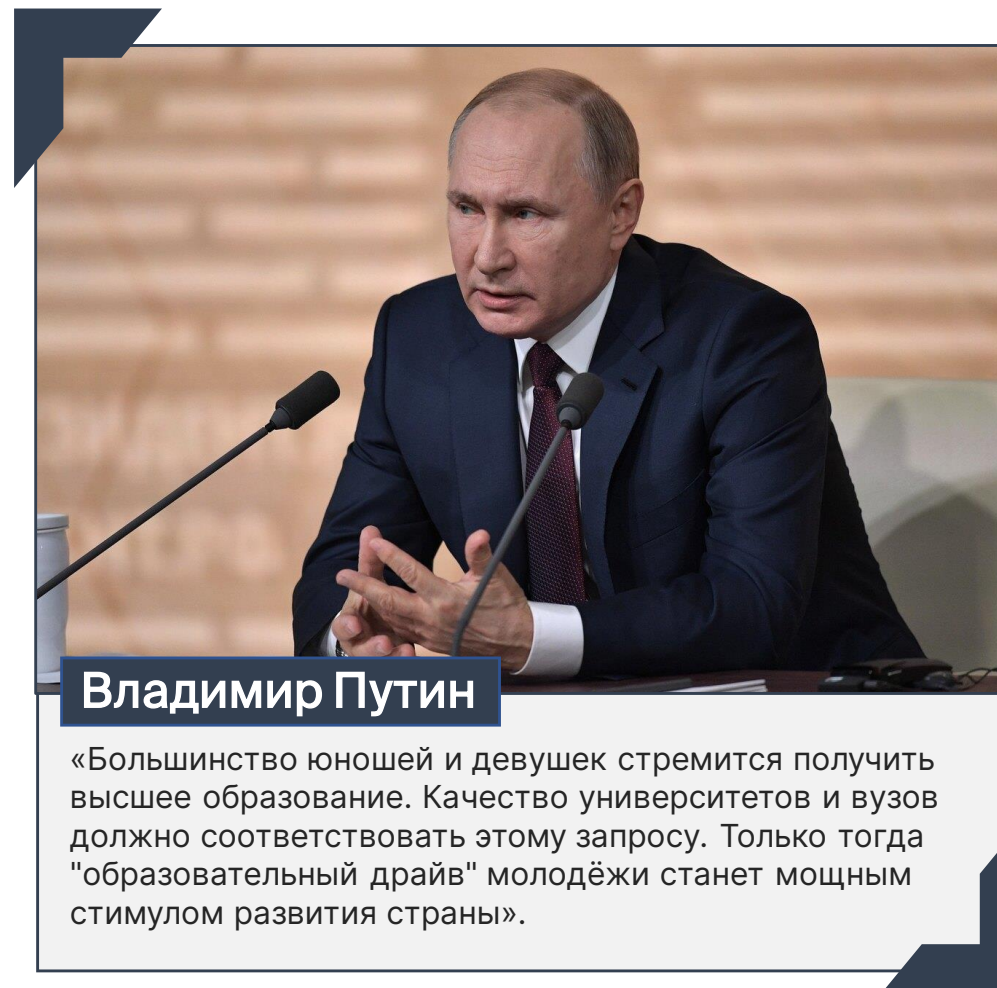 Владимир Путин
«Большинство юношей и девушек стремится получить
высшее образование. Качество университетов и вузов
должно соответствовать этому запросу. Только тогда
"образовательный драйв" молодёжи станет мощным
стимулом развития страны».